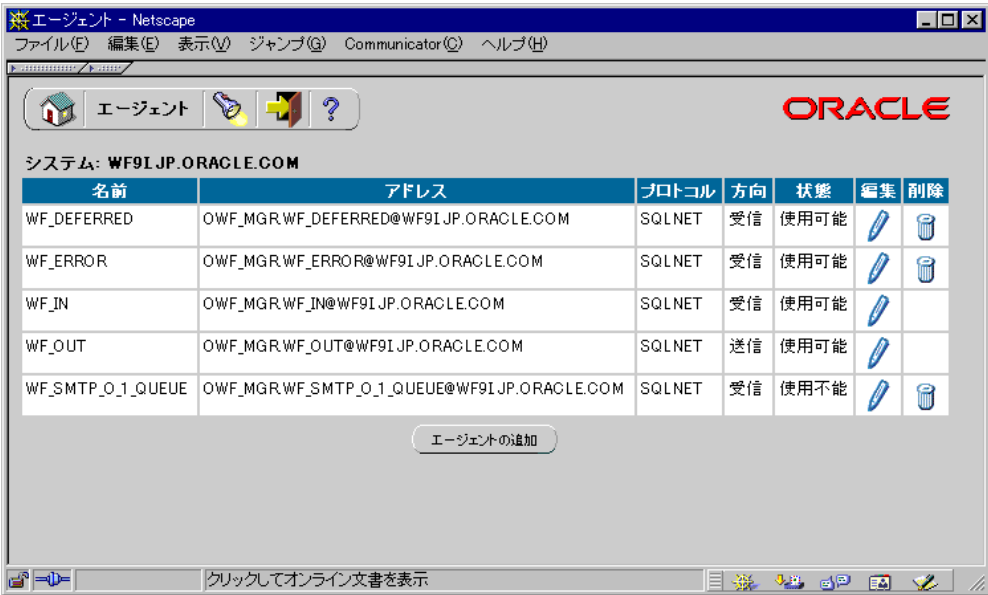 エージェント - Netscape
ファイル(F) 編集(E) 表示(V) ジャンプ(G) Communicator(C) ヘルプ(H)
エージェント ?
ORACLE
システム: WF9IJP.ORACLE.COM
名前 アドレス プロトコル 方向 状態 編集 削除
WF_DEFERRED OWF_MGR.WF_DEFERRED@WF9IJP.ORACLE.COM SQLNET 受信 使用可能
WF_ERROR OWF_MGR.WF_ERROR@WF9IJP.ORACLE.COM SQLNET 受信 使用可能
WF_IN OWF_MGR.WF_IN@WF9IJP.ORACLE.COM SQLNET 受信 使用可能
WF_OUT OWF_MGR.WF_OUT@WF9IJP.ORACLE.COM SQLNET 送信 使用可能
WF_SMTP_O_1_QUEUE OWF_MGR.WF_SMTP_O_1_QUEUE@WF9IJP.ORACLE.COM SQLNET 受信 使用不能
エージェントの追加
クリックしてオンライン文書を表示